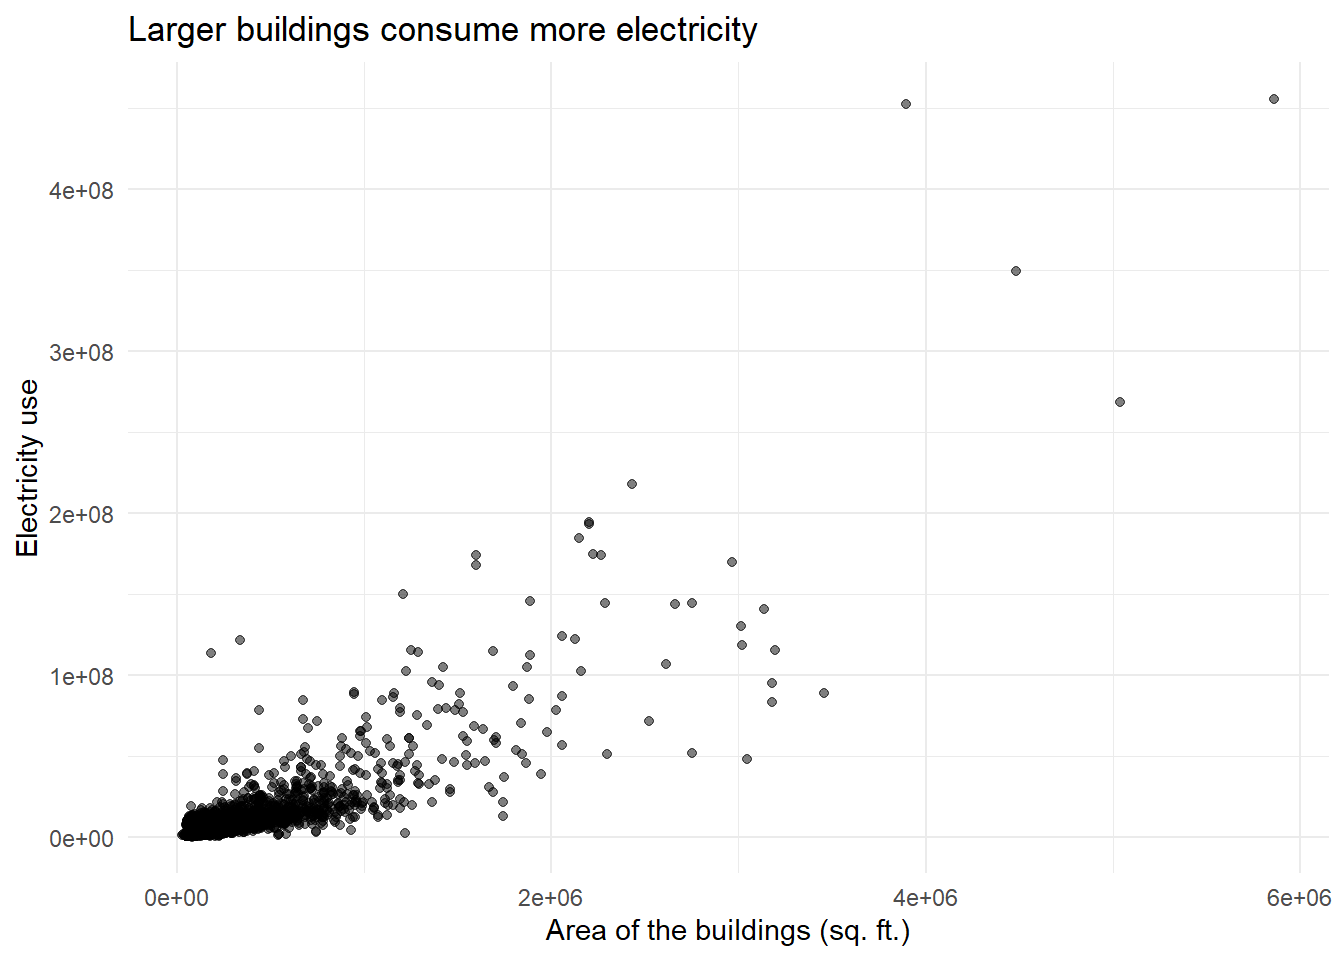 Larger buildings consume more electricity
4e+08
3e+08
2e+08
1e+08
0e+00
Electricity use
0e+00 2e+06 4e+06 6e+06
Area of the buildings (sq. ft.)